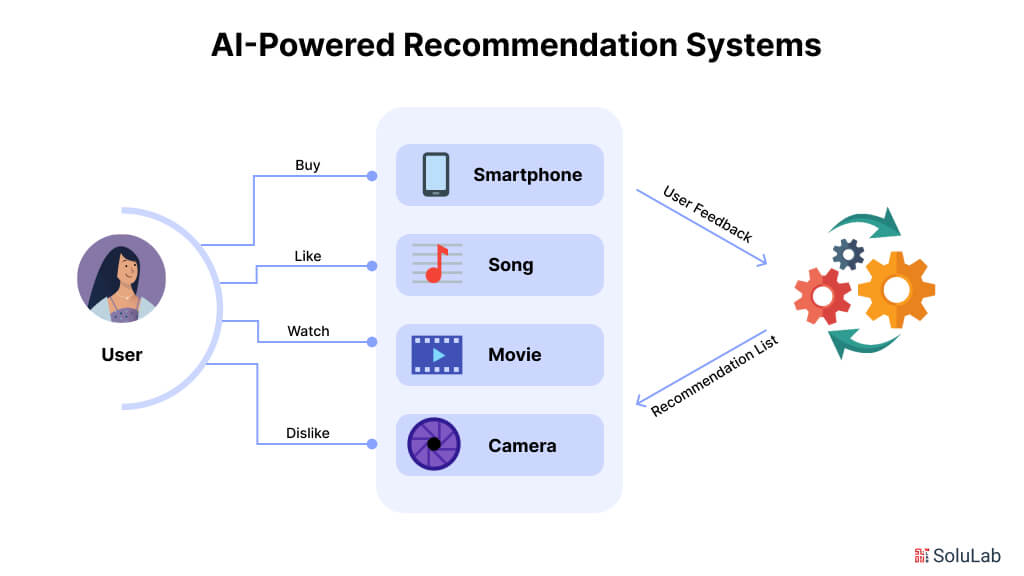 AI-Powered Recommendation Systems
Buy
Smartphone
Like
Song
Watch
Movie
Dislike
Camera
User
User Feedback
Recommendation List
SoluLab